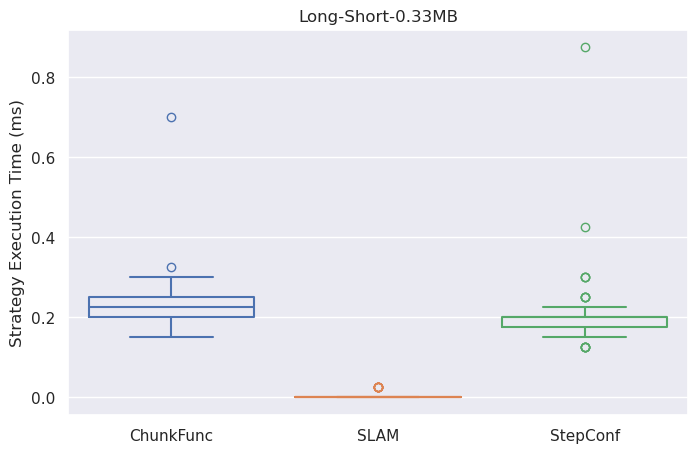 Long-Short-0.33MB
Strategy Execution Time (ms)
0.8
0.6
0.4
0.2
0.0
ChunkFunc
SLAM
StepConf